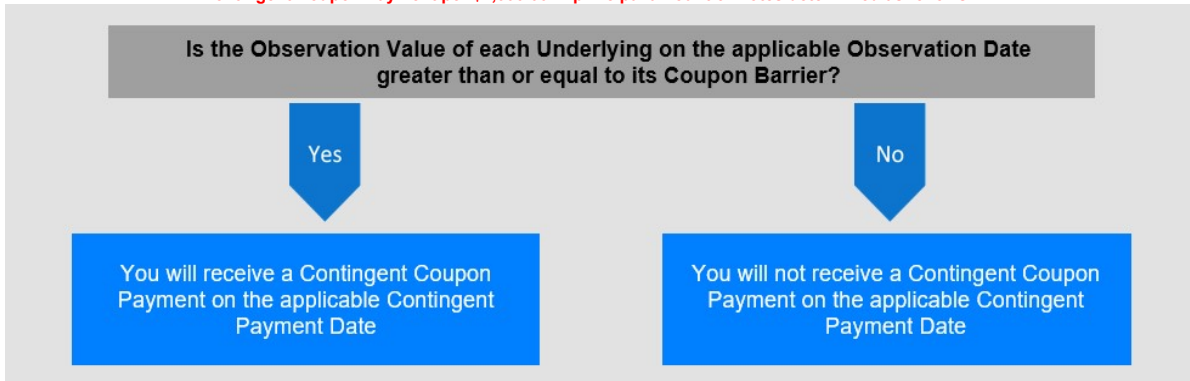 Is the Observation Value of each Underlying on the applicable Observation Date
greater than or equal to its Coupon Barrier?
Yes
No
You will receive a Contingent Coupon
Payment on the applicable Contingent
Payment Date
You will not receive a Contingent Coupon
Payment on the applicable Contingent
Payment Date